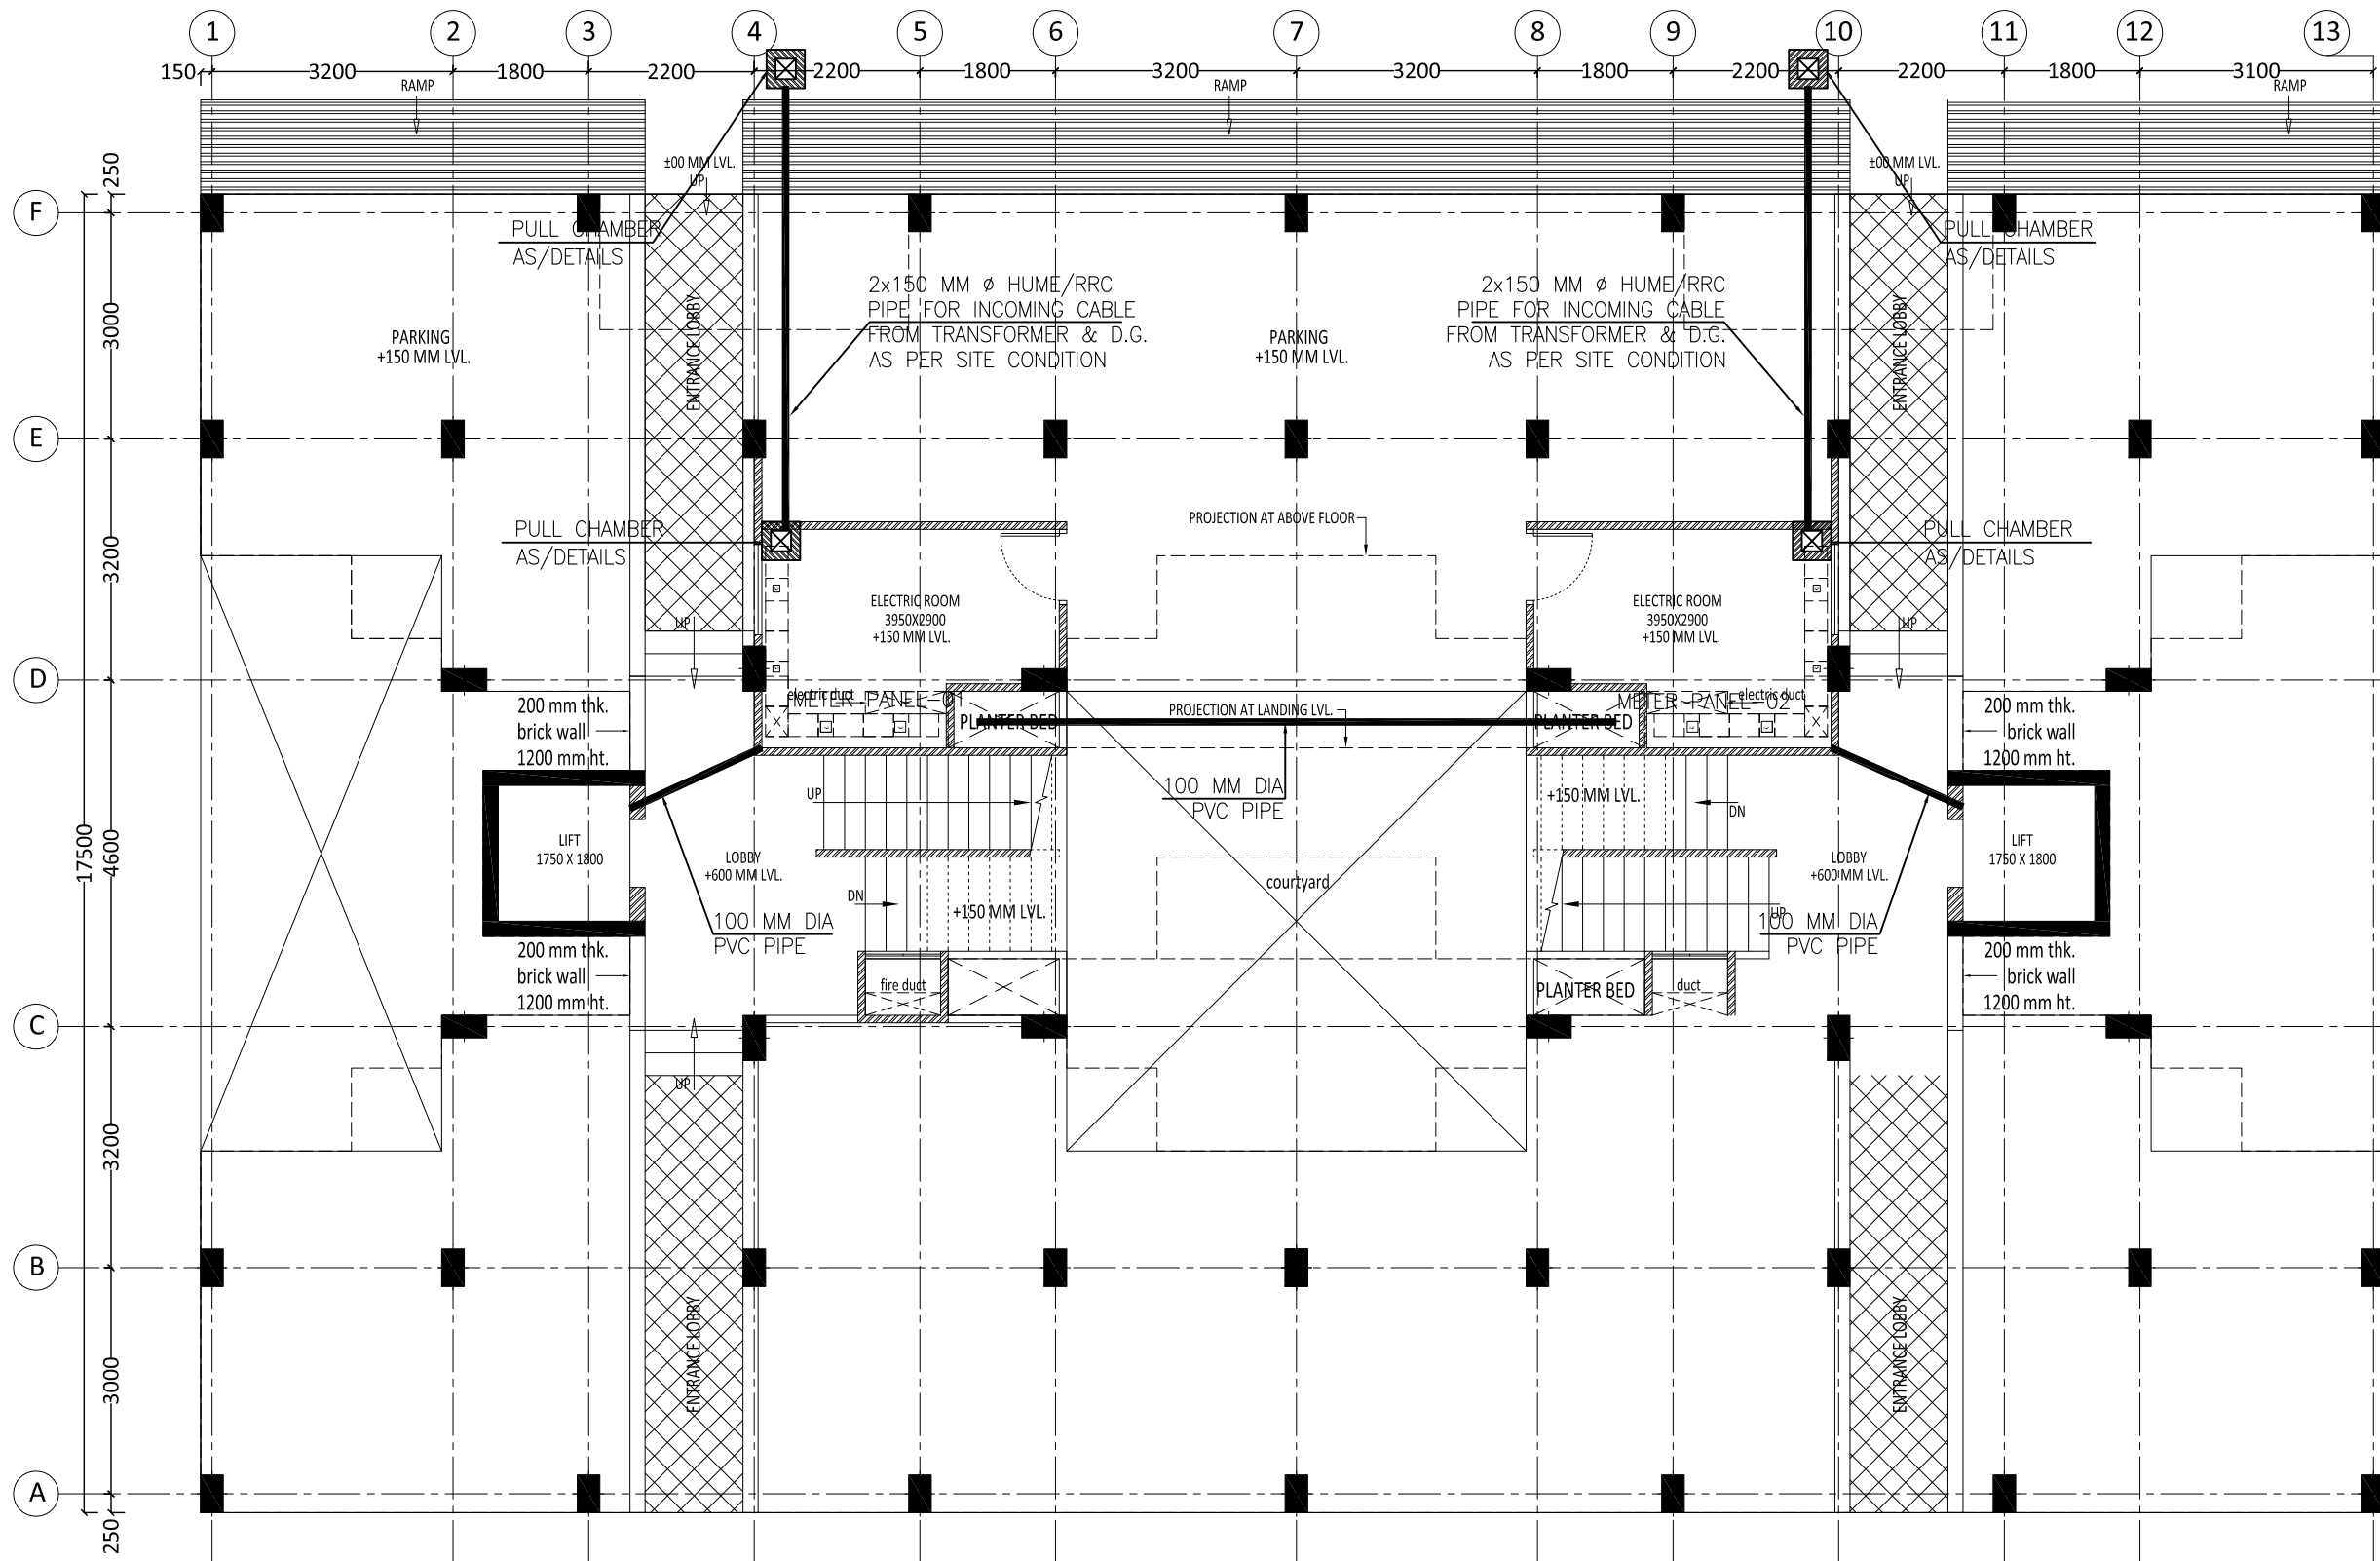 1 2 3 4 5 6 7 8 9 10 11 12 13
150 3200 1800 2200 2200 1800 3200 3200 1800 2200 2200 1800 3100
RAMP RAMP RAMP
±00 MM LVL.
UP
±00 MM LVL.
UP
250
F
PULL CHAMBER
AS/DETAILS
PULL CHAMBER
AS/DETAILS
2x150 MM ø HUME/RRC
PIPE FOR INCOMING CABLE
FROM TRANSFORMER & D.G.
AS PER SITE CONDITION
2x150 MM ø HUME/RRC
PIPE FOR INCOMING CABLE
FROM TRANSFORMER & D.G.
AS PER SITE CONDITION
3000
PARKING
+150 MM LVL.
ENTRANCE LOBBY
PARKING
+150 MM LVL.
ENTRANCE LOBBY
E
PROJECTION AT ABOVE FLOOR
PULL CHAMBER
AS/DETAILS
PULL CHAMBER
AS/DETAILS
3200
ELECTRIC ROOM
3950X2900
+150 MM LVL.
ELECTRIC ROOM
3950X2900
+150 MM LVL.
UP
UP
D
electric duct
METER PANEL-01
electric duct
METER PANEL-02
200 mm thk.
brick wall
1200 mm ht.
PLANTER BED
PROJECTION AT LANDING LVL.
PLANTER BED
200 mm thk.
brick wall
1200 mm ht.
100 MM DIA
PVC PIPE
UP
+150 MM LVL.
DN
17500
4600
LIFT
1750 X 1800
LOBBY
+600 MM LVL.
LOBBY
+600 MM LVL.
LIFT
1750 X 1800
courtyard
DN
+150 MM LVL.
UP
100 MM DIA
PVC PIPE
100 MM DIA
PVC PIPE
200 mm thk.
brick wall
1200 mm ht.
fire duct
PLANTER BED
duct
200 mm thk.
brick wall
1200 mm ht.
C
UP
3200
B
3000
ENTRANCE LOBBY
ENTRANCE LOBBY
A
250